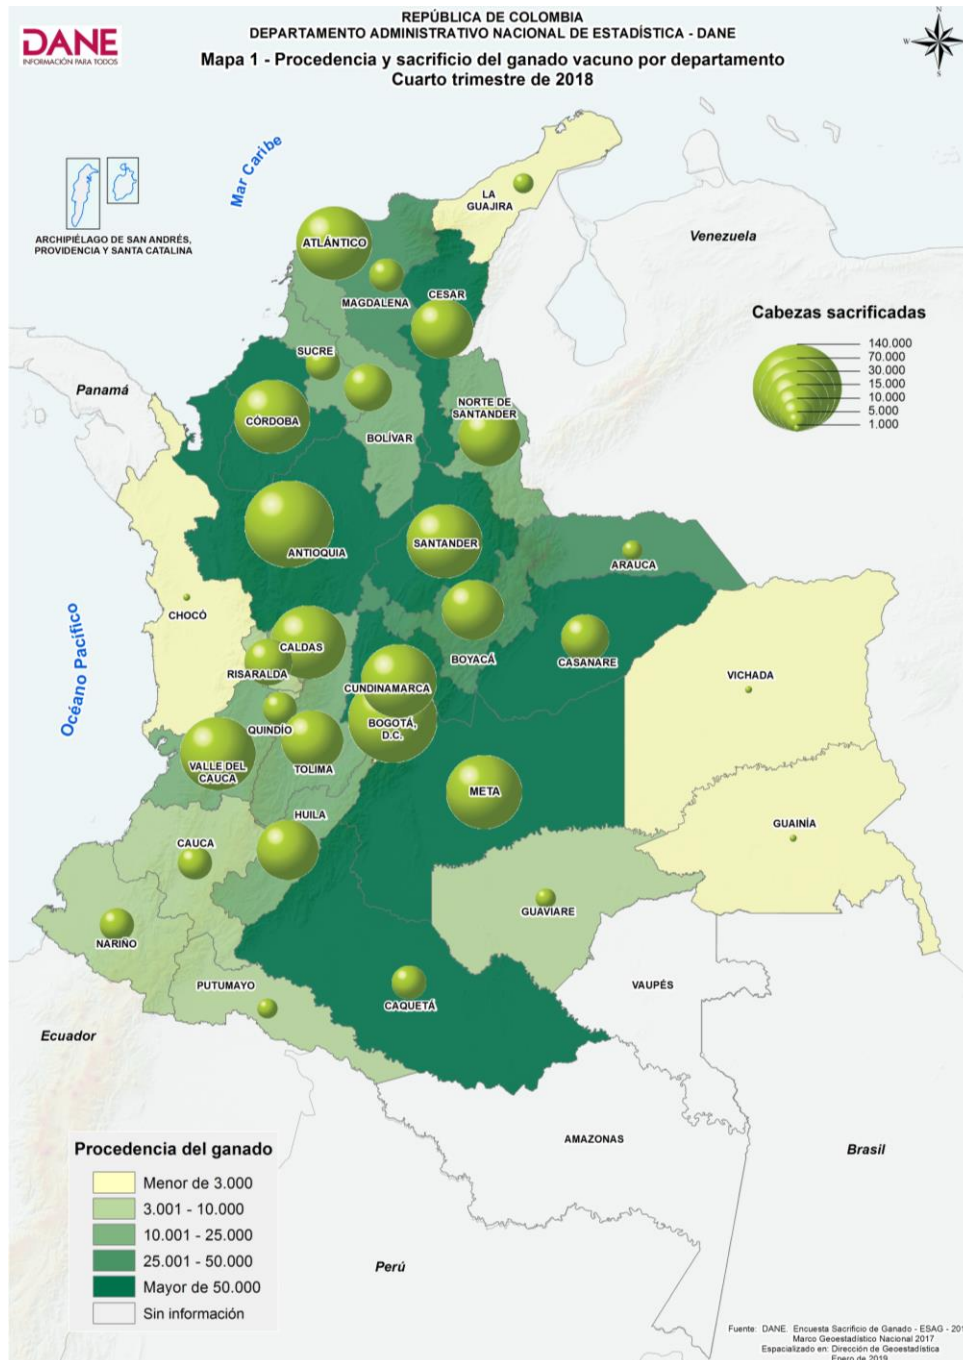 REPÚBLICA DE COLOMBIA
DEPARTAMENTO ADMINISTRATIVO NACIONAL DE ESTADÍSTICA - DANE
Mapa 1 - Procedencia y sacrificio del ganado vacuno por departamento
Cuarto trimestre de 2018
DANE
INFORMACIÓN PARA TODOS
N
W
S
Mar Caribe
ARCHIPIÉLAGO DE SAN ANDRÉS,
PROVIDENCIA Y SANTA CATALINA
LA
GUAJIRA
Venezuela
ATLÁNTICO
MAGDALENA
CESAR
Cabezas sacrificadas
140.000
70.000
30.000
15.000
10.000
5.000
1.000
SUCRE
Panamá
CÓRDOBA
BOLÍVAR
NORTE DE
SANTANDER
ANTIOQUIA
SANTANDER
ARAUCA
CHOCÓ
Océano Pacífico
CALDAS
RISARALDA
BOYACÁ
CASANARE
CUNDINAMARCA
VICHADA
QUINDÍO
BOGOTÁ,
D.C.
VALLE DEL
CAUCA
TOLIMA
META
HUILA
GUAINÍA
CAUCA
GUAVIARE
NARIÑO
PUTUMAYO
CAQUETÁ
VAUPÉS
Ecuador
AMAZONAS
Brasil
Perú
Procedencia del ganado
Menor de 3.000
3.001 - 10.000
10.001 - 25.000
25.001 - 50.000
Mayor de 50.000
Sin información
Fuente: DANE. Encuesta Sacrificio de Ganado - ESAG - 201
Marco Geoestadístico Nacional 2017
Espacializado en: Dirección de Geoestadística
Enero de 2019